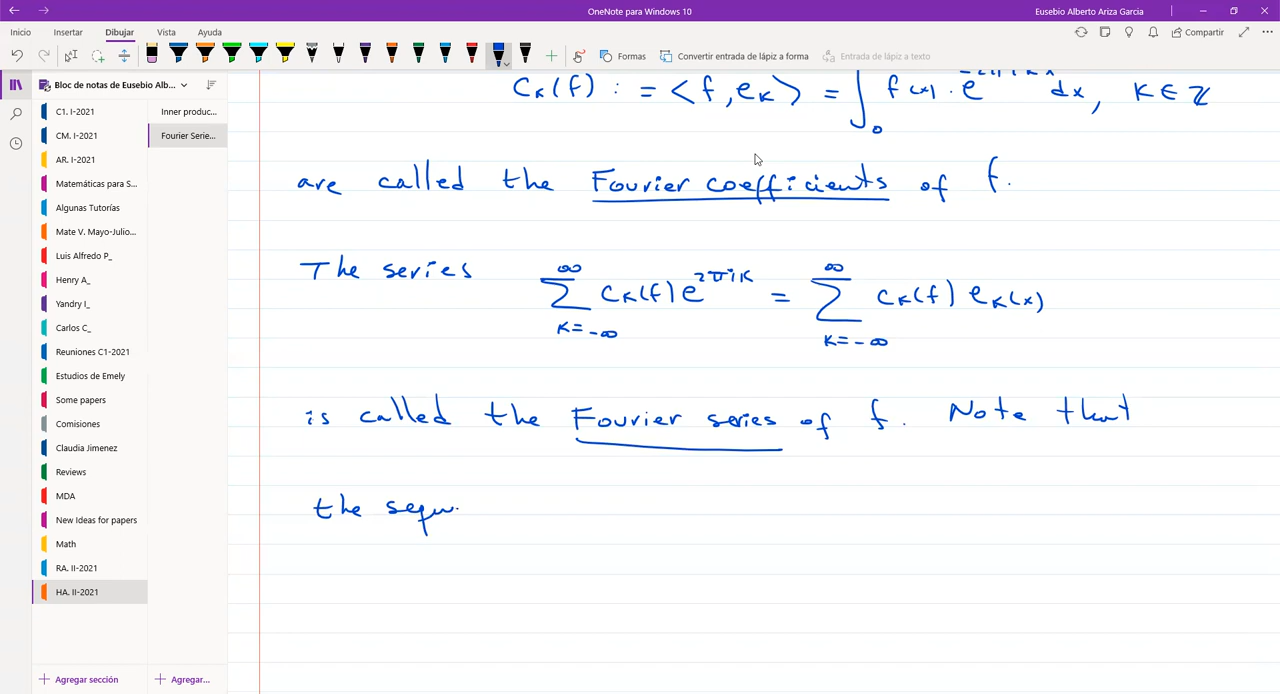 OneNote para Windows 10
Eusebio Alberto Ariza Garcia
Inicio Insertar Dibujar Vista Ayuda
Compartir
Formas Convertir entrada de lápiz a forma Entrada de lápiz a texto
Bloc de notas de Eusebio Alb...
C1. I-2021
CM. I-2021
AR. I-2021
Matemáticas para S...
Algunas Tutorías
Mate V. Mayo-Julio...
Luis Alfredo P_
Henry A_
Yandry I_
Carlos C_
Reuniones C1-2021
Estudios de Emely
Some papers
Comisiones
Claudia Jimenez
Reviews
MDA
New Ideas for papers
Math
RA. II-2021
HA. II-2021
Agregar sección
Inner produc...
Fourier Serie...
Agregar...
C_K(f) := <f, e_K> = ∫_0 f(x) · e^{-2πiKx} dx, K ∈ ℤ
are called the Fourier coefficients of f.
The series ∑_{K=-∞}^{∞} C_K(f) e^{2πiK} = ∑_{K=-∞}^{∞} C_K(f) e_K(x)
is called the Fourier series of f. Note that
the sequ